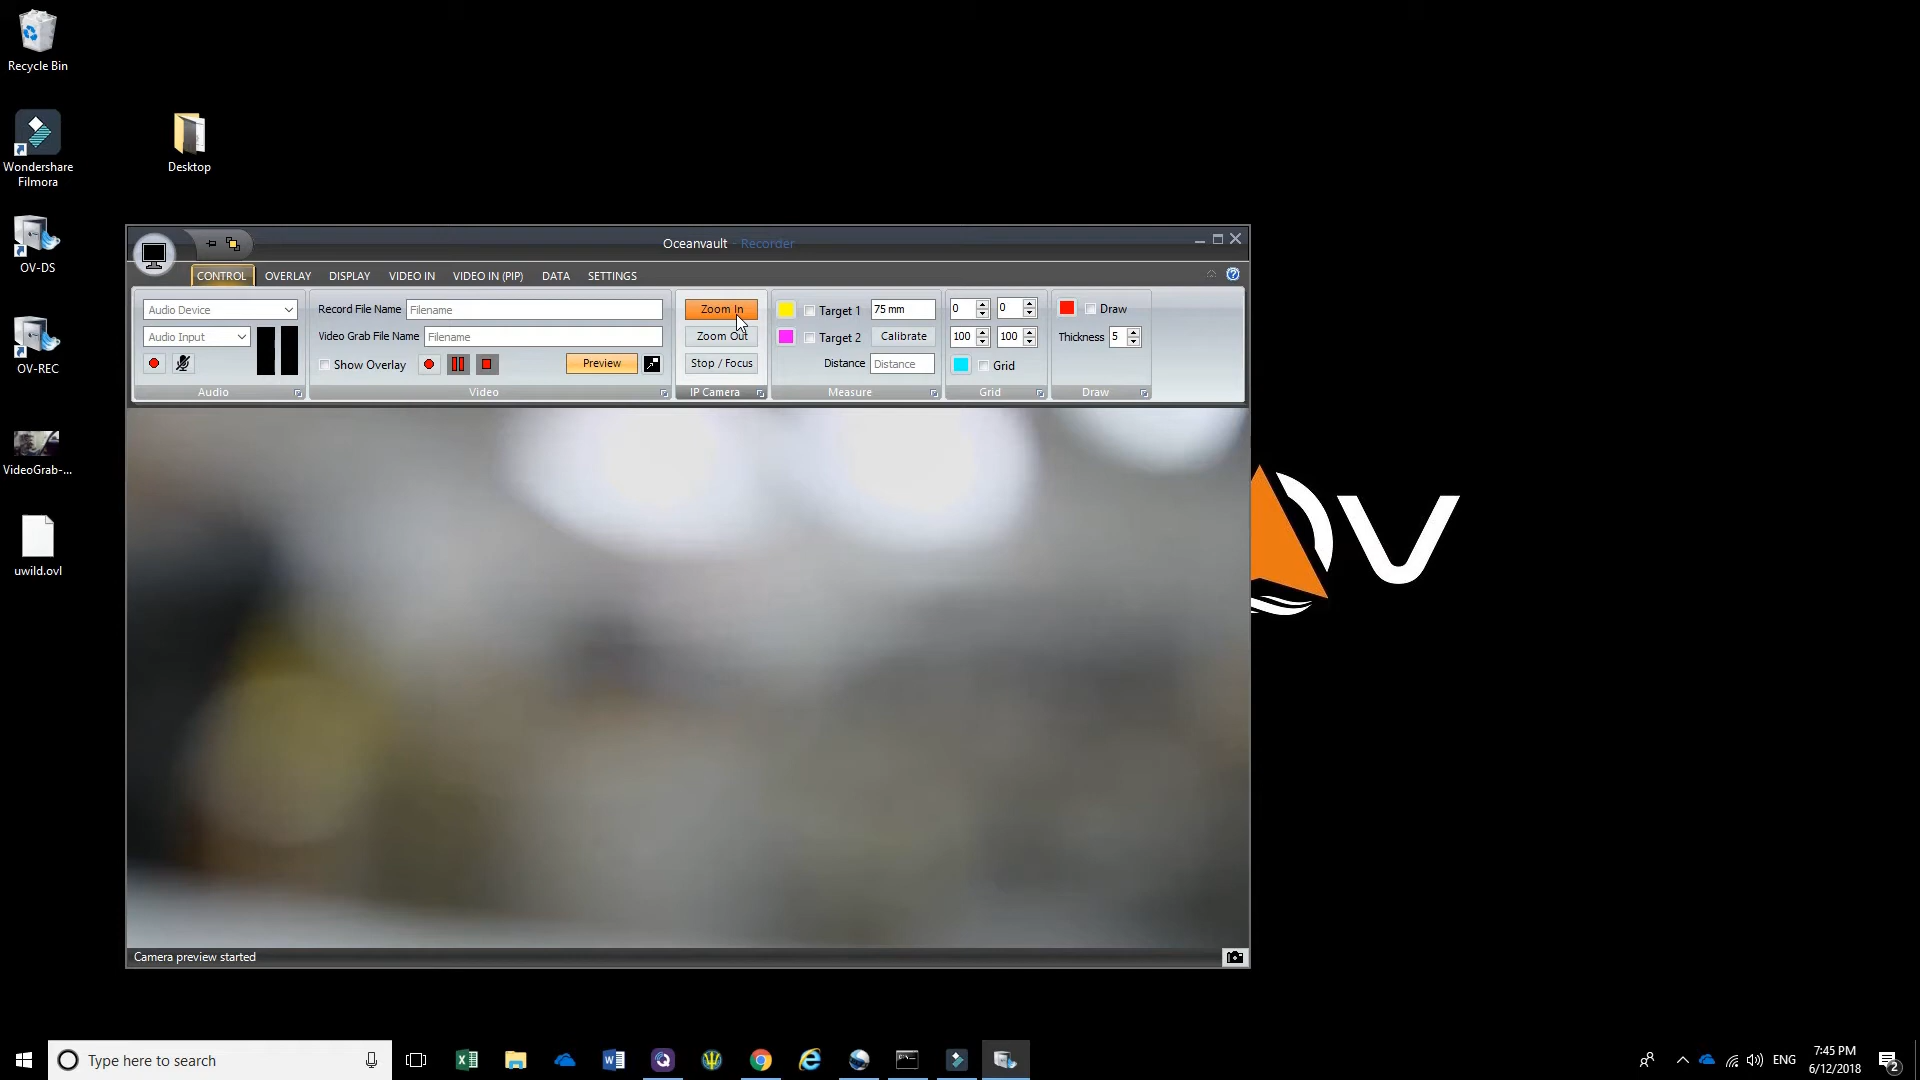 Recycle Bin
Wondershare
Filmora
Desktop
OV-DS
OV-REC
VideoGrab-...
uwild.ovl
Oceanvault - Recorder
CONTROL OVERLAY DISPLAY VIDEO IN VIDEO IN (PIP) DATA SETTINGS
Audio Device
Audio Input
Audio
Record File Name Filename
Video Grab File Name Filename
Show Overlay Preview
Video
Zoom In
Zoom Out
Stop / Focus
IP Camera
Target 1 75 mm
Target 2 Calibrate
Distance Distance
Measure
0 0
100 100
Grid
Grid
Draw
Thickness 5
Draw
OV
Camera preview started
Type here to search
ENG
7:45 PM
6/12/2018
2